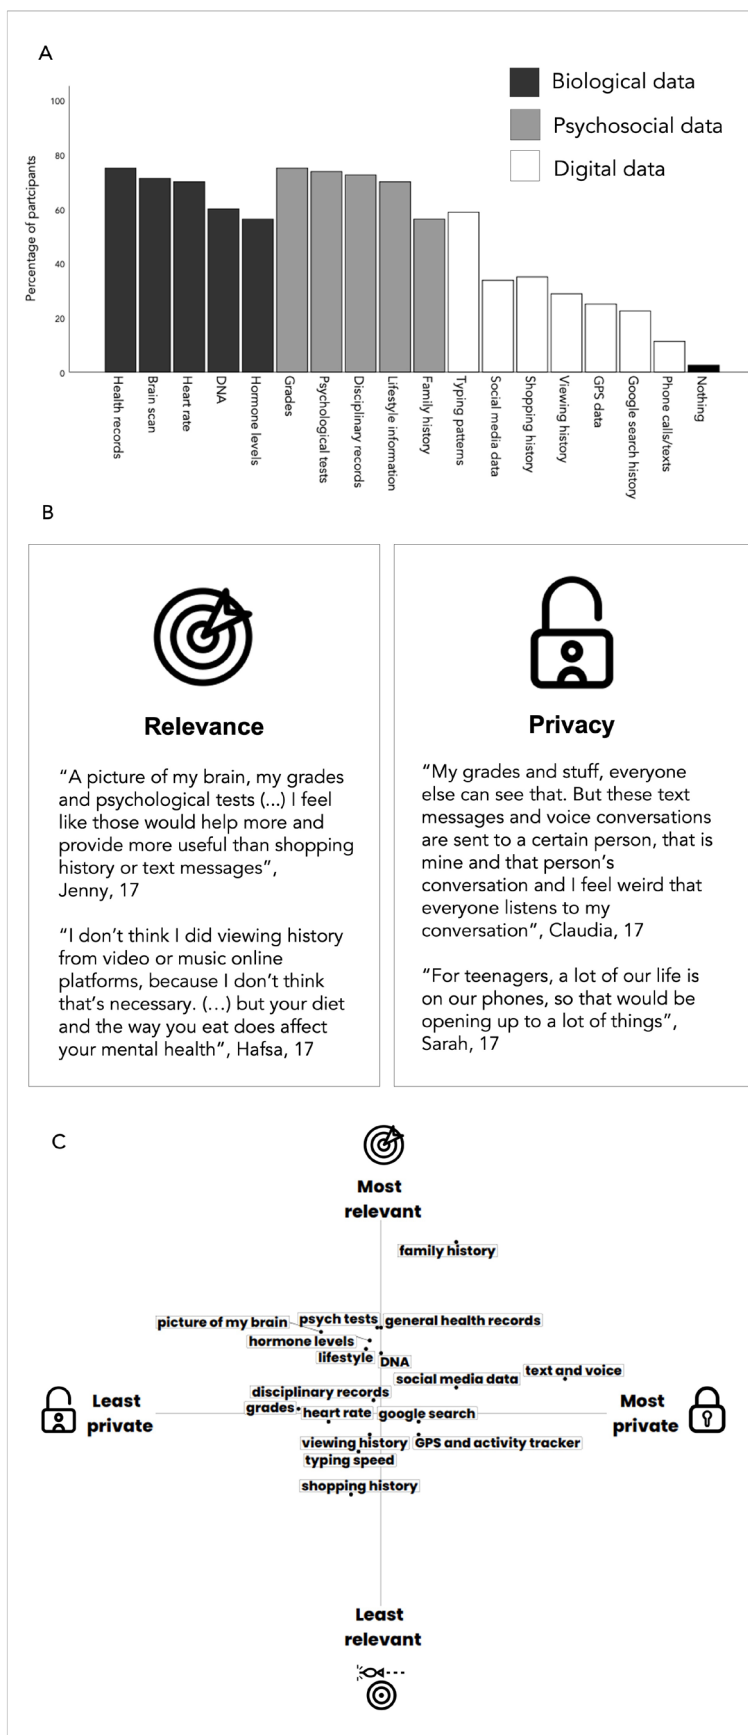 A
Biological data
Psychosocial data
Digital data
Percentage of participants
100
80
60
40
20
0
Health records
Brain scan
Heart rate
DNA
Hormone levels
Grades
Psychological tests
Disciplinary records
Lifestyle information
Family history
Typing patterns
Social media data
Shopping history
Viewing history
GPS data
Google search history
Phone calls/texts
Nothing
B
Relevance
“A picture of my brain, my grades
and psychological tests (...) I feel
like those would help more and
provide more useful than shopping
history or text messages”,
Jenny, 17
“I don’t think I did viewing history
from video or music online
platforms, because I don’t think
that’s necessary. (…) but your diet
and the way you eat does affect
your mental health”, Hafsa, 17
Privacy
“My grades and stuff, everyone
else can see that. But these text
messages and voice conversations
are sent to a certain person, that is
mine and that person’s
conversation and I feel weird that
everyone listens to my
conversation”, Claudia, 17
“For teenagers, a lot of our life is
on our phones, so that would be
opening up to a lot of things”,
Sarah, 17
C
Most
relevant
family history
picture of my brain
psych tests
general health records
hormone levels
lifestyle
DNA
text and voice
social media data
disciplinary records
Least
private
grades
heart rate
google search
Most
private
viewing history
GPS and activity tracker
typing speed
shopping history
Least
relevant